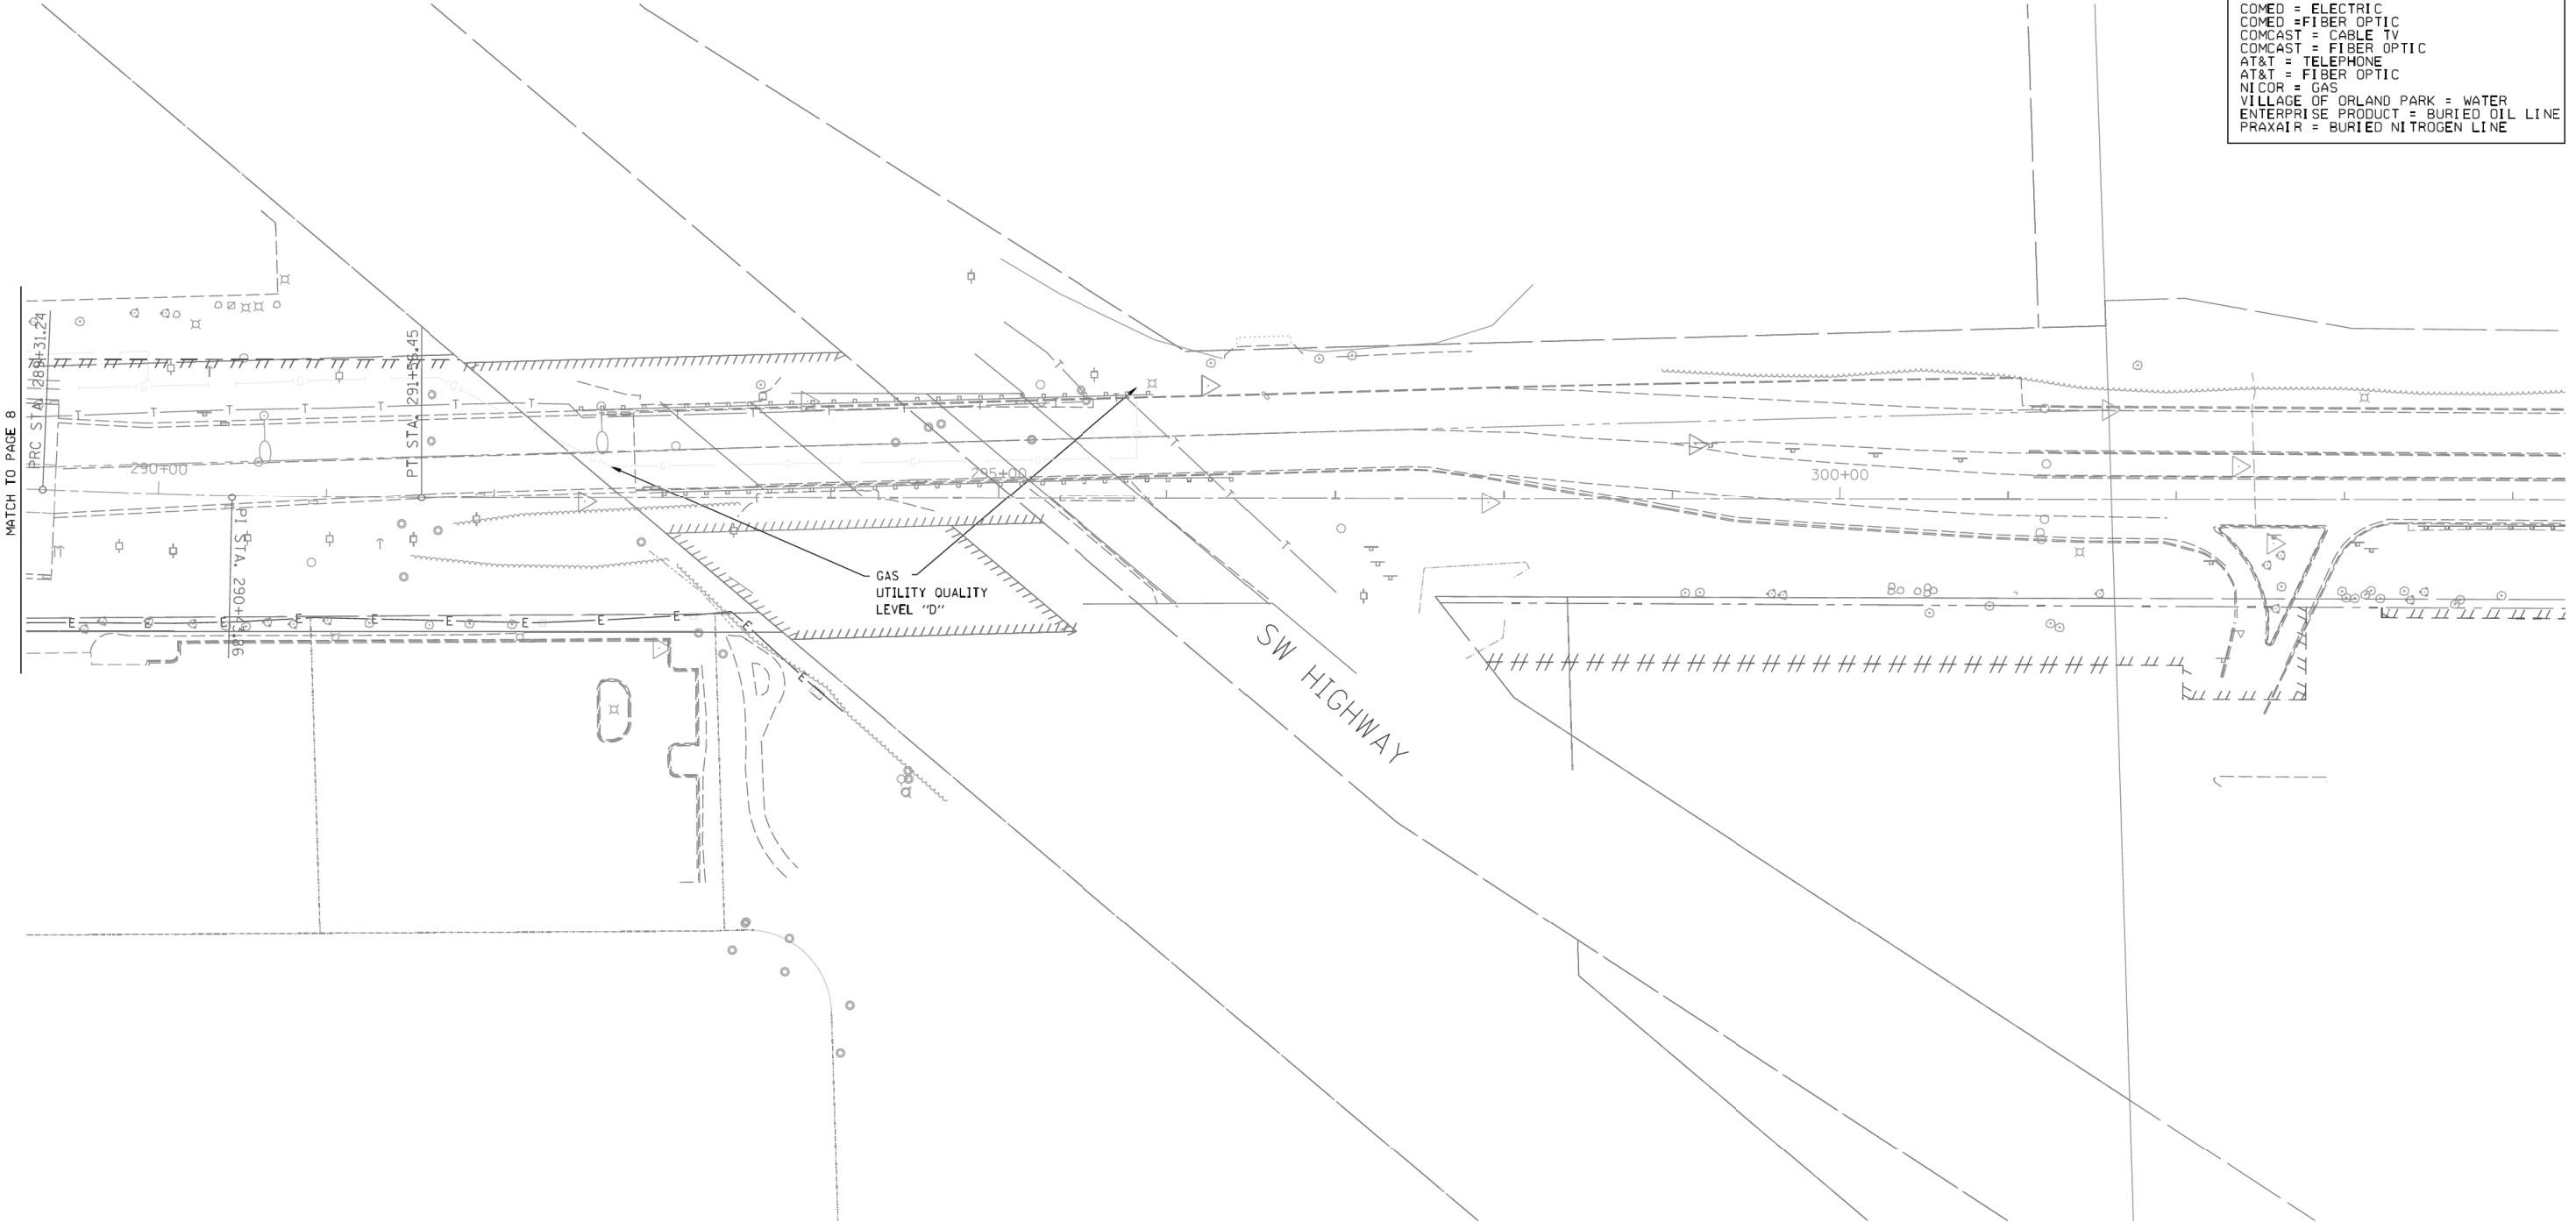 COMED = ELECTRIC
COMED =FIBER OPTIC
COMCAST = CABLE TV
COMCAST = FIBER OPTIC
AT&T = TELEPHONE
AT&T = FIBER OPTIC
NICOR = GAS
VILLAGE OF ORLAND PARK = WATER
ENTERPRISE PRODUCT = BURIED OIL LINE
PRAXAIR = BURIED NITROGEN LINE
MATCH TO PAGE 8
PRC STA. 289+31.24
PT STA. 291+56.45
290+00
295+00
300+00
PI STA.
GAS
UTILITY QUALITY
LEVEL "D"
SW HIGHWAY
G G G G G G G G
T T T T T T T
E E E E E E E E E E E